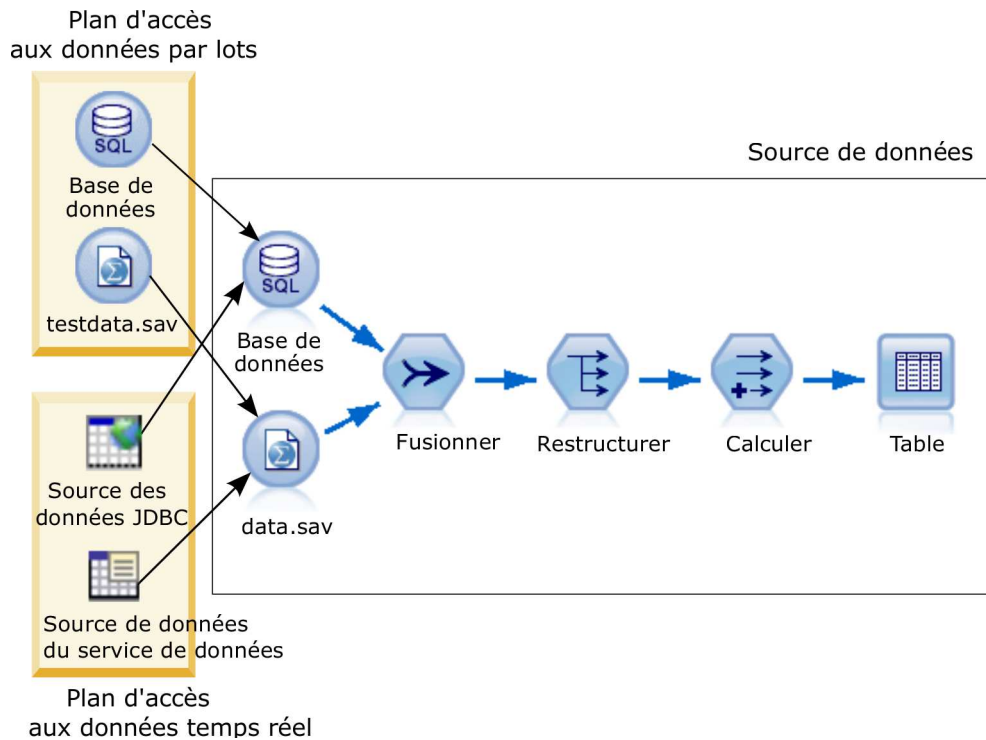 Plan d'accès
aux données par lots
SQL
Base de
données
testdata.sav
Source de données
SQL
Base de
données
data.sav
Fusionner
Restructurer
Calculer
Table
Source des
données JDBC
Source de données
du service de données
Plan d'accès
aux données temps réel